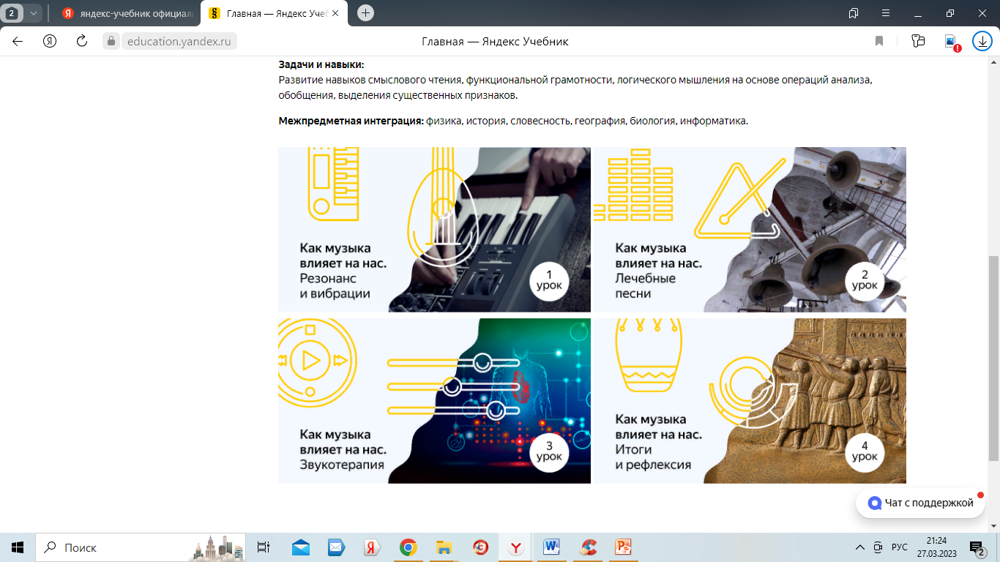 2
яндекс-учебник официаль
Главная — Яндекс Учеб
education.yandex.ru
Главная — Яндекс Учебник
Задачи и навыки:
Развитие навыков смыслового чтения, функциональной грамотности, логического мышления на основе операций анализа,
обобщения, выделения существенных признаков.
Межпредметная интеграция: физика, история, словесность, география, биология, информатика.
Как музыка
влияет на нас.
Резонанс
и вибрации
1
урок
Как музыка
влияет на нас.
Лечебные
песни
2
урок
Как музыка
влияет на нас.
Звукотерапия
3
урок
Как музыка
влияет на нас.
Итоги
и рефлексия
4
урок
Чат с поддержкой
Поиск
РУС
21:24
27.03.2023
2